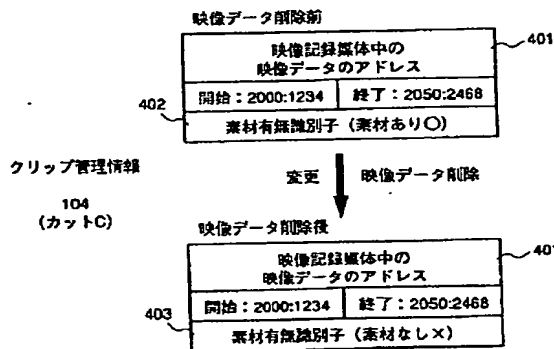 映像データ削除前
映像記録媒体中の
映像データのアドレス
401
開始：2000:1234 終了：2050:2468
402
素材有無識別子（素材あり○）
クリップ管理情報
104
（カットC）
変更 映像データ削除
映像データ削除後
映像記録媒体中の
映像データのアドレス
401
開始：2000:1234 終了：2050:2468
403
素材有無識別子（素材なし×）